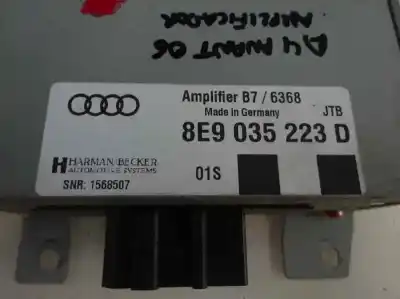 AMPLIFICADOR
A4 AVANT 06
Amplifier B7 / 6368
Made in Germany
JTB
8E9 035 223 D
HARMAN/BECKER
AUTOMOTIVE SYSTEMS
01S
SNR: 1568507